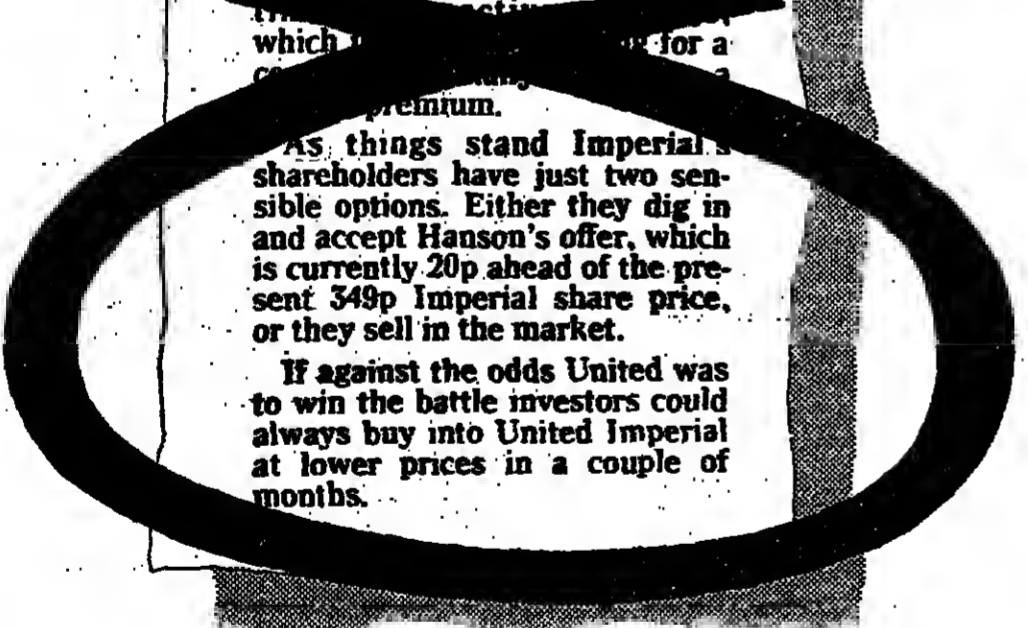 which
for a
a
premium.
As things stand Imperial's
shareholders have just two sen-
sible options. Either they dig in
and accept Hanson's offer, which
is currently 20p ahead of the pre-
sent 349p Imperial share price,
or they sell in the market.
If against the odds United was
to win the battle investors could
always buy into United Imperial
at lower prices in a couple of
months.